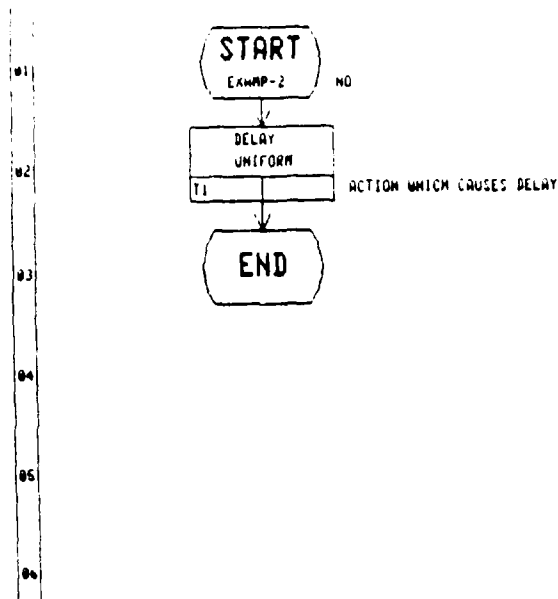 START
01
EXAMP-2 NO
DELAY
UNIFORM
02
T1 ACTION WHICH CAUSES DELAY
END
03
04
05
06